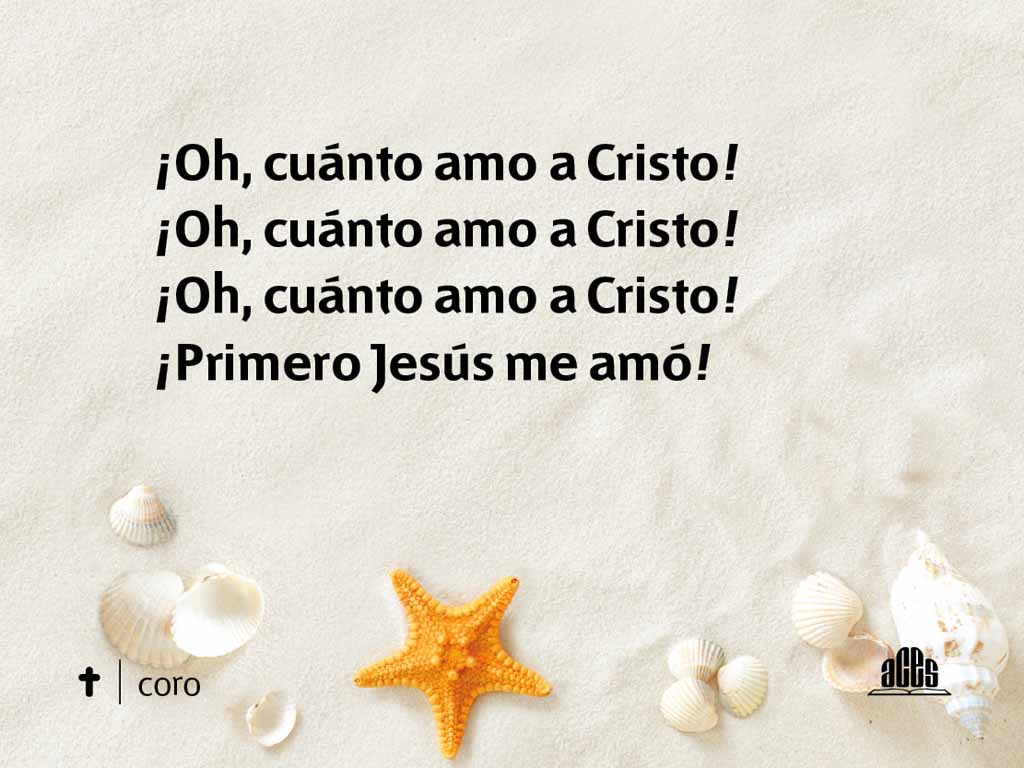 ¡Oh, cuánto amo a Cristo!
¡Oh, cuánto amo a Cristo!
¡Oh, cuánto amo a Cristo!
¡Primero Jesús me amó!
coro
aces